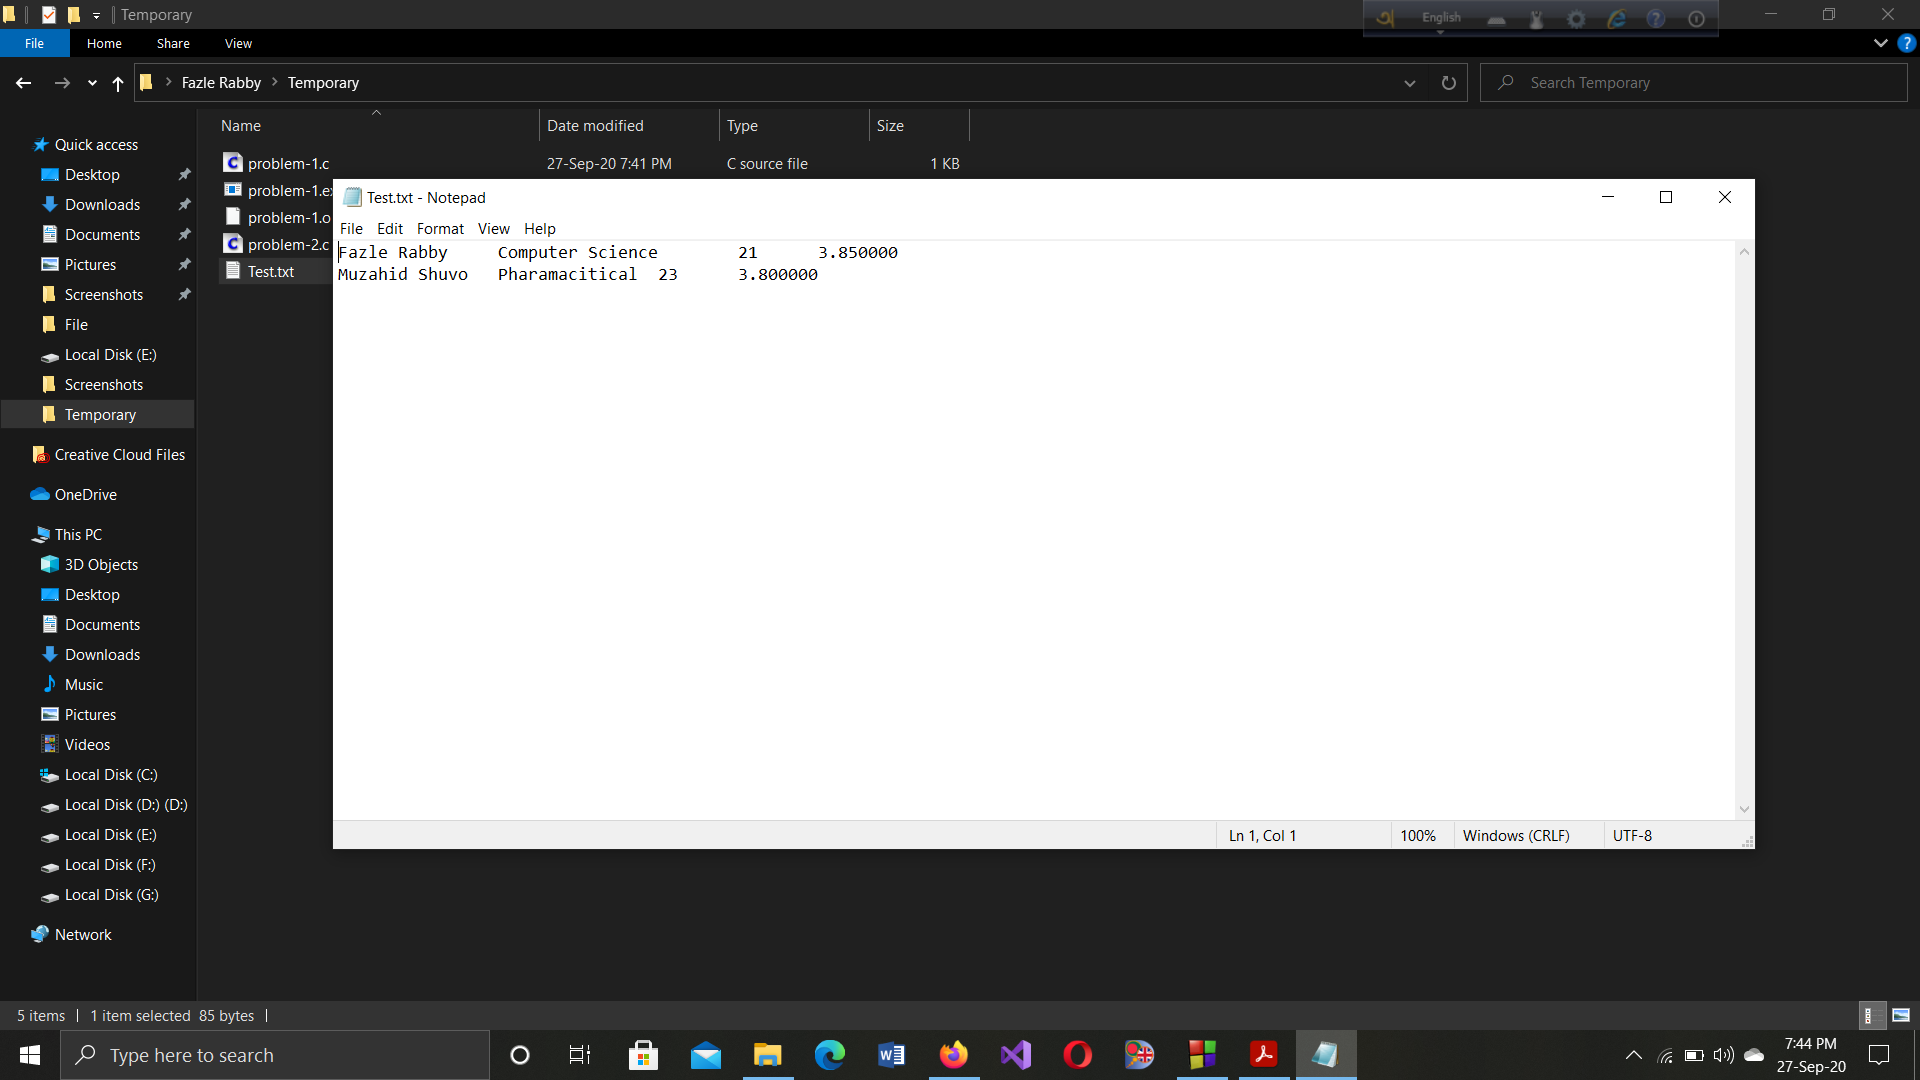 Temporary
English
File Home Share View
Fazle Rabby Temporary
Search Temporary
Name Date modified Type Size
problem-1.c 27-Sep-20 7:41 PM C source file 1 KB
problem-1.ex
problem-1.o
problem-2.c
Test.txt
Quick access
Desktop
Downloads
Documents
Pictures
Screenshots
File
Local Disk (E:)
Screenshots
Temporary
Creative Cloud Files
OneDrive
This PC
3D Objects
Desktop
Documents
Downloads
Music
Pictures
Videos
Local Disk (C:)
Local Disk (D:) (D:)
Local Disk (E:)
Local Disk (F:)
Local Disk (G:)
Network
Test.txt - Notepad
File Edit Format View Help
Fazle Rabby Computer Science 21 3.850000
Muzahid Shuvo Pharamacitical 23 3.800000
Ln 1, Col 1 100% Windows (CRLF) UTF-8
5 items 1 item selected 85 bytes
Type here to search
7:44 PM
27-Sep-20